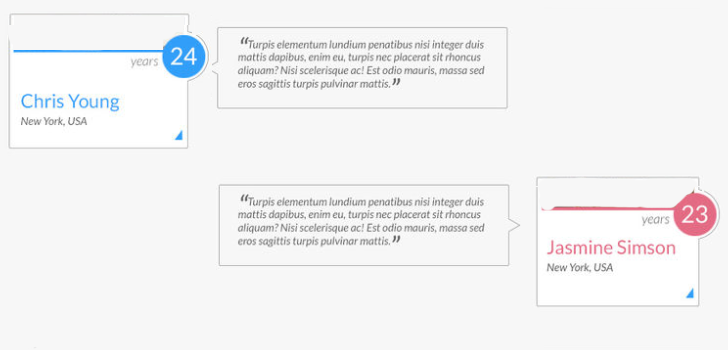 years 24
Chris Young
New York, USA
“Turpis elementum lundium penatibus nisi integer duis
mattis dapibus, enim eu, turpis nec placerat sit rhoncus
aliquam? Nisi scelerisque ac! Est odio mauris, massa sed
eros sagittis turpis pulvinar mattis.”
“Turpis elementum lundium penatibus nisi integer duis
mattis dapibus, enim eu, turpis nec placerat sit rhoncus
aliquam? Nisi scelerisque ac! Est odio mauris, massa sed
eros sagittis turpis pulvinar mattis.”
years 23
Jasmine Simson
New York, USA